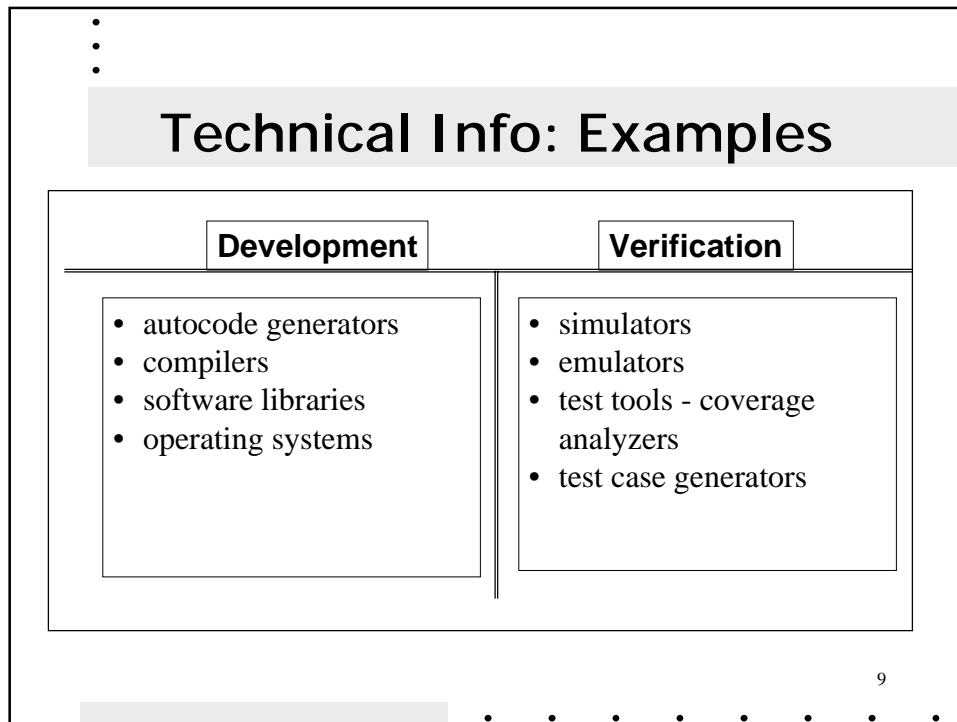 Technical Info: Examples
Development
• autocode generators
• compilers
• software libraries
• operating systems
Verification
• simulators
• emulators
• test tools - coverage
analyzers
• test case generators
9